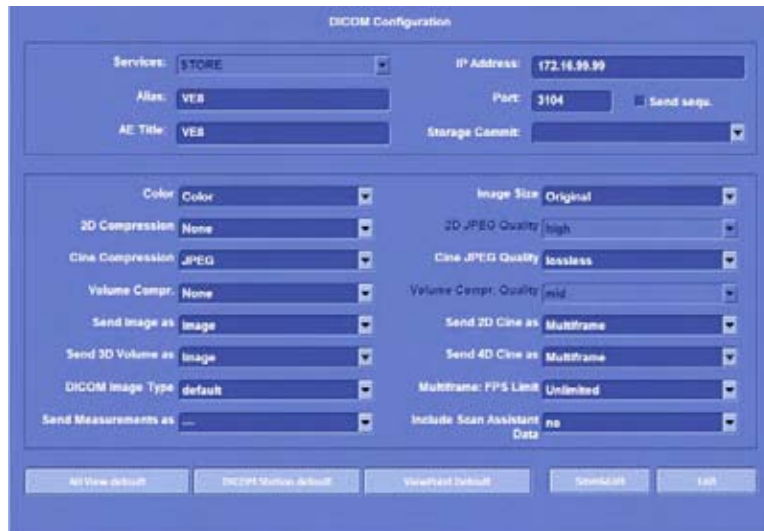 DICOM Configuration
Services: STORE
IP Address: 172.16.99.99
Alias: VE8
Port: 3104 Send sequ.
AE Title: VE8
Storage Commit:
Color Color
Image Size Original
2D Compression None
2D JPEG Quality high
Cine Compression JPEG
Cine JPEG Quality lossless
Volume Compr. None
Volume Compr. Quality mid
Send Image as Image
Send 2D Cine as Multiframe
Send 3D Volume as Image
Send 4D Cine as Multiframe
DICOM Image Type default
Multiframe: FPS Limit Unlimited
Send Measurements as ---
Include Scan Assistant Data no
DICOM Station default
ViewPoint Default
Save&Exit
Exit